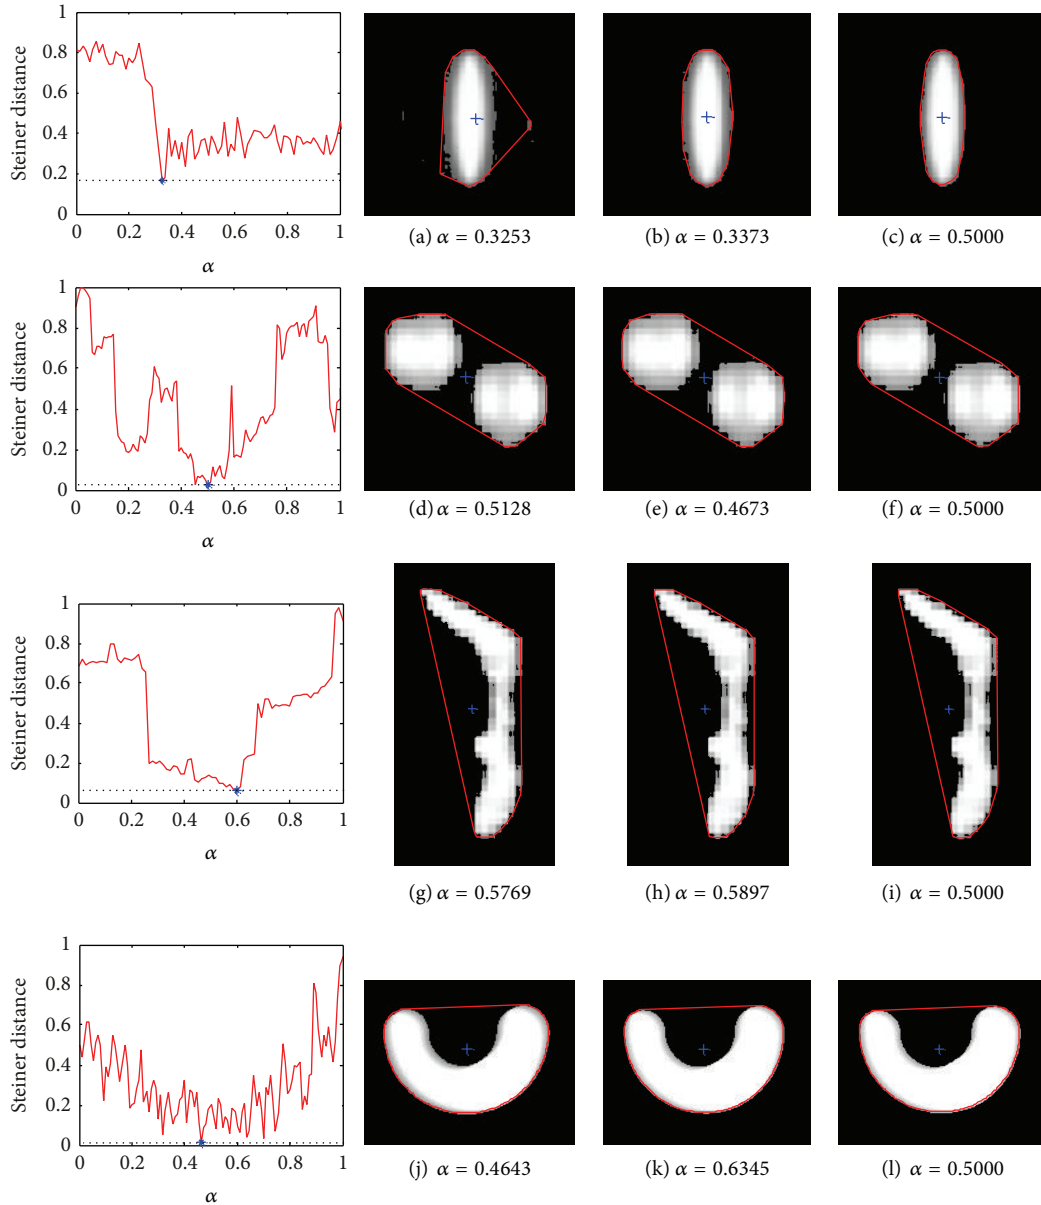 Steiner distance
1
0.8
0.6
0.4
0.2
0
0 0.2 0.4 0.6 0.8 1
α
(a) α = 0.3253
(b) α = 0.3373
(c) α = 0.5000
Steiner distance
1
0.8
0.6
0.4
0.2
0
0 0.2 0.4 0.6 0.8 1
α
(d) α = 0.5128
(e) α = 0.4673
(f) α = 0.5000
Steiner distance
1
0.8
0.6
0.4
0.2
0
0 0.2 0.4 0.6 0.8 1
α
(g) α = 0.5769
(h) α = 0.5897
(i) α = 0.5000
Steiner distance
1
0.8
0.6
0.4
0.2
0
0 0.2 0.4 0.6 0.8 1
α
(j) α = 0.4643
(k) α = 0.6345
(l) α = 0.5000